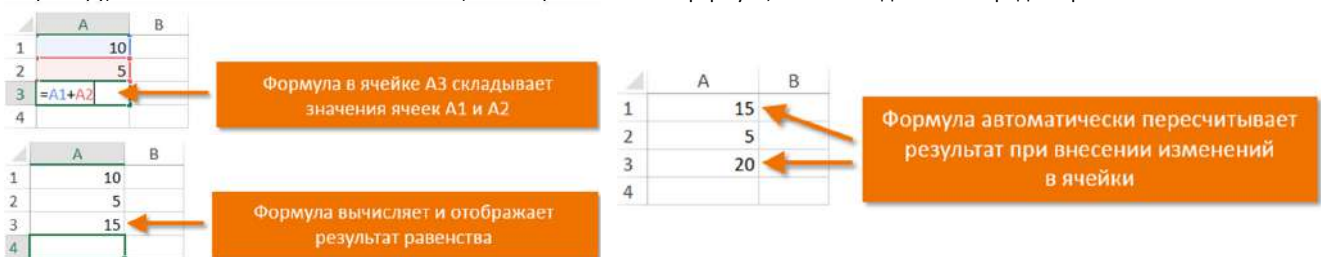 A B
1 10
2 5
3 =A1+A2
4
Формула в ячейке A3 складывает
значения ячеек A1 и A2
A B
1 10
2 5
3 15
4
Формула вычисляет и отображает
результат равенства
A B
1 15
2 5
3 20
4
Формула автоматически пересчитывает
результат при внесении изменений
в ячейки